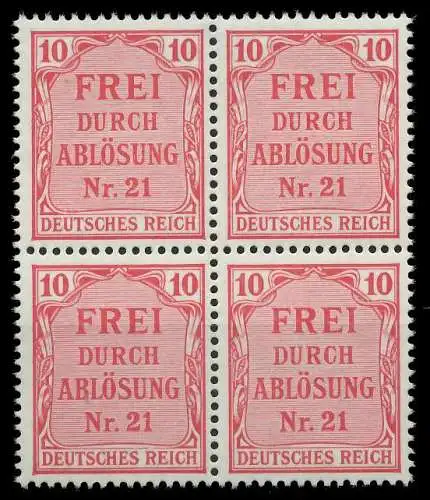 10 10
FREI
DURCH
ABLÖSUNG
Nr. 21
DEUTSCHES REICH
10 10
FREI
DURCH
ABLÖSUNG
Nr. 21
DEUTSCHES REICH
10 10
FREI
DURCH
ABLÖSUNG
Nr. 21
DEUTSCHES REICH
10 10
FREI
DURCH
ABLÖSUNG
Nr. 21
DEUTSCHES REICH